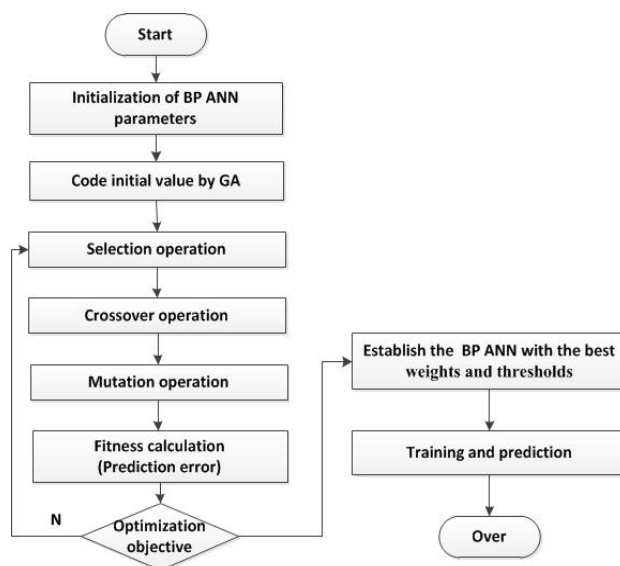 Start
Initialization of BP ANN
parameters
Code initial value by GA
Selection operation
Crossover operation
Mutation operation
Fitness calculation
(Prediction error)
N
Optimization
objective
Establish the BP ANN with the best
weights and thresholds
Training and prediction
Over